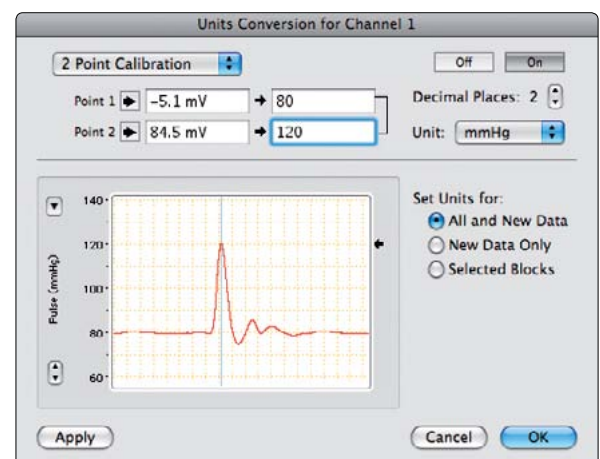 Units Conversion for Channel 1
2 Point Calibration
Off On
Point 1 –5.1 mV 80
Decimal Places: 2
Point 2 84.5 mV 120
Unit: mmHg
Set Units for:
All and New Data
New Data Only
Selected Blocks
Pulse (mmHg)
140
120
100
80
60
Apply
Cancel OK